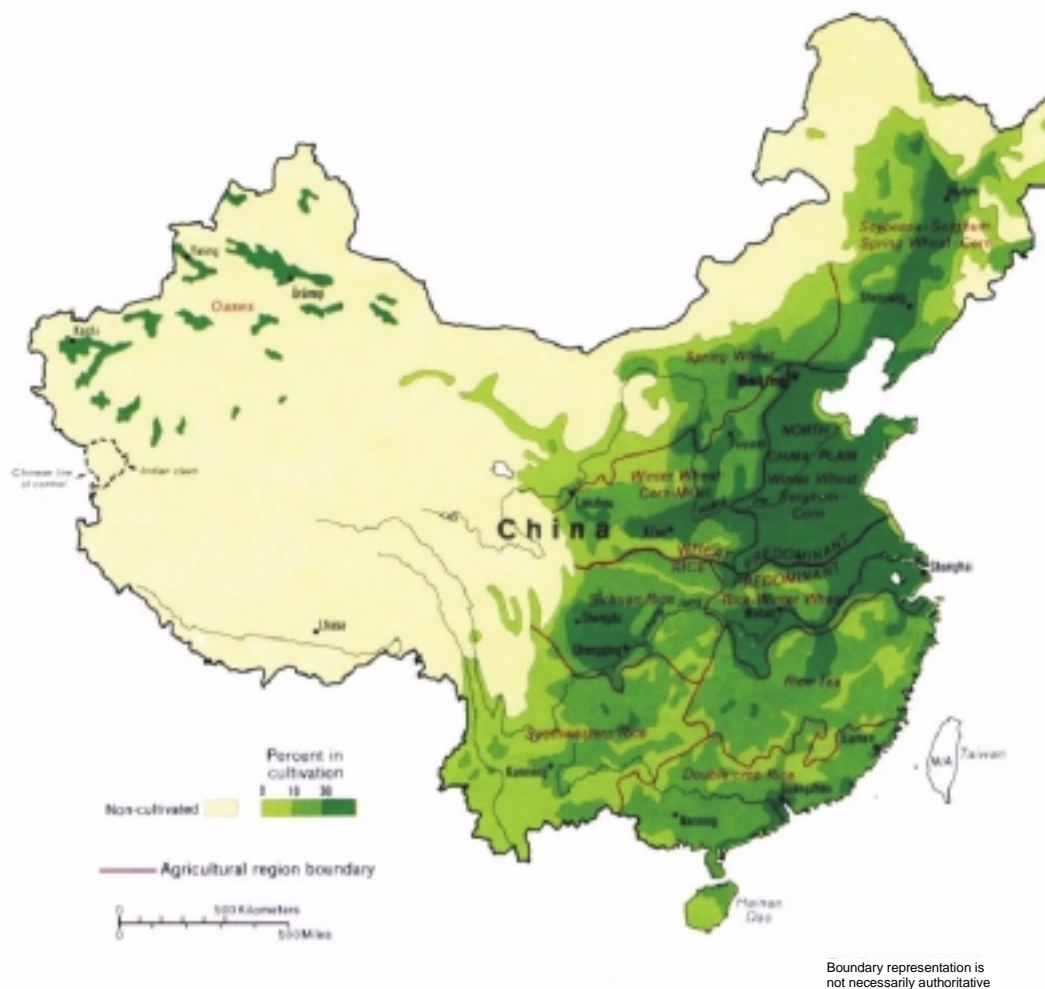 Soybeans-Sorghum
Spring Wheat-Corn
Shenyang
Yining
Ürümqi
Oases
Kashi
Spring Wheat
Beijing
Taiyuan
NORTH
CHINA PLAIN
Chinese line
of control
Indian claim
Winter Wheat
Corn-Millet
Winter Wheat
Sorghum
Corn
Lanzhou
China
Xi'an
WHEAT
RICE
PREDOMINANT
PREDOMINANT
Shanghai
Sichuan Rice
Rice-Winter Wheat
Wuhan
Chengdu
Lhasa
Chongqing
Rice-Tea
Southwestern Rice
Xiamen
Taiwan
N/A
Kunming
Double-crop Rice
Guangzhou
Nanning
Hainan
Dao
Percent in
cultivation
0 10 30
Non-cultivated
Agricultural region boundary
0 500 Kilometers
0 500 Miles
Boundary representation is
not necessarily authoritative